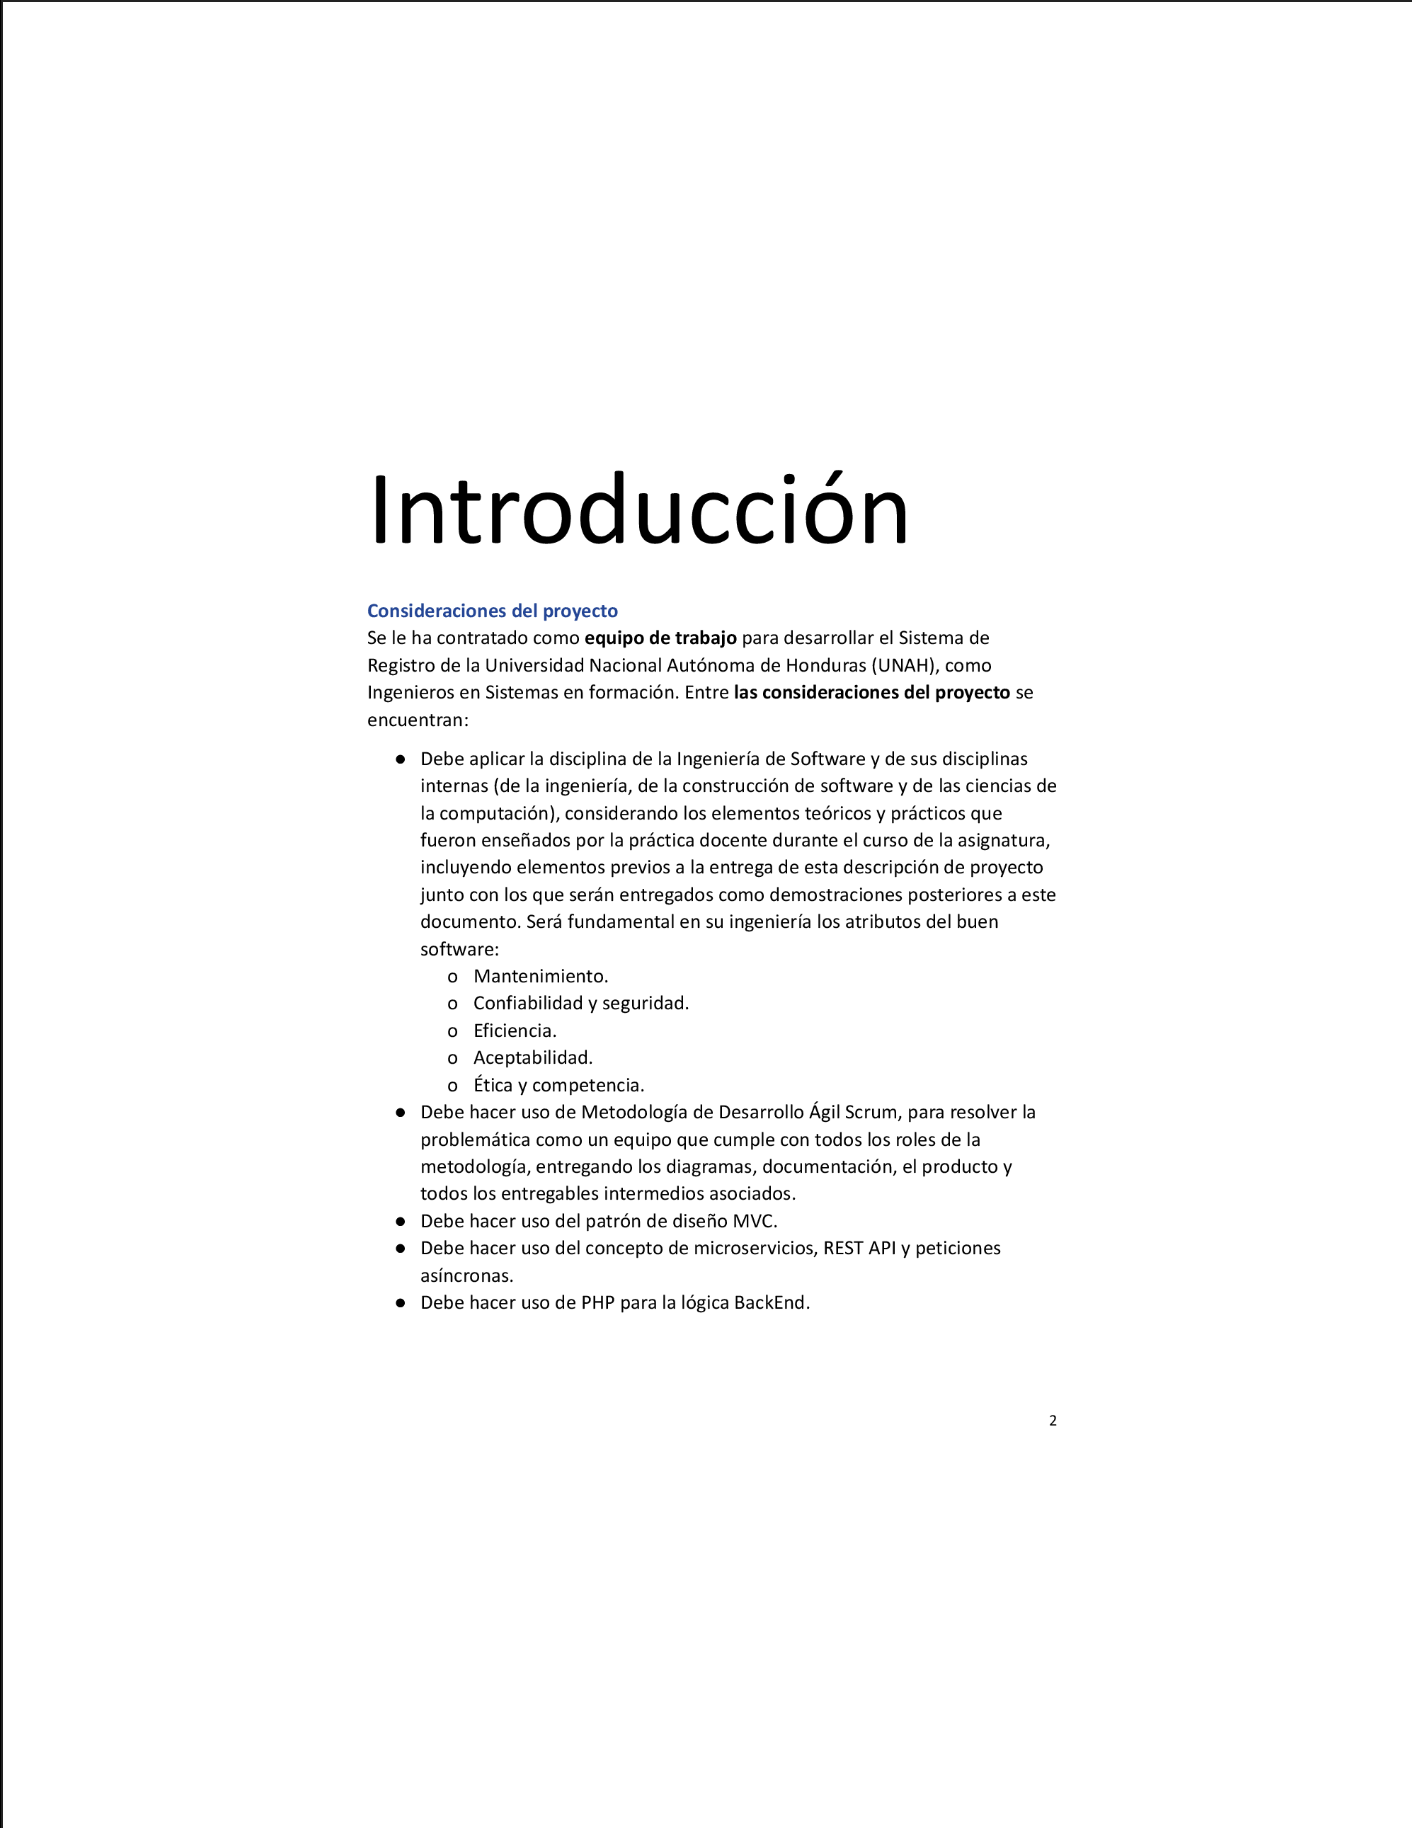 Introducción
Consideraciones del proyecto
Se le ha contratado como equipo de trabajo para desarrollar el Sistema de
Registro de la Universidad Nacional Autónoma de Honduras (UNAH), como
Ingenieros en Sistemas en formación. Entre las consideraciones del proyecto se
encuentran:
● Debe aplicar la disciplina de la Ingeniería de Software y de sus disciplinas
internas (de la ingeniería, de la construcción de software y de las ciencias de
la computación), considerando los elementos teóricos y prácticos que
fueron enseñados por la práctica docente durante el curso de la asignatura,
incluyendo elementos previos a la entrega de esta descripción de proyecto
junto con los que serán entregados como demostraciones posteriores a este
documento. Será fundamental en su ingeniería los atributos del buen
software:
o Mantenimiento.
o Confiabilidad y seguridad.
o Eficiencia.
o Aceptabilidad.
o Ética y competencia.
● Debe hacer uso de Metodología de Desarrollo Ágil Scrum, para resolver la
problemática como un equipo que cumple con todos los roles de la
metodología, entregando los diagramas, documentación, el producto y
todos los entregables intermedios asociados.
● Debe hacer uso del patrón de diseño MVC.
● Debe hacer uso del concepto de microservicios, REST API y peticiones
asíncronas.
● Debe hacer uso de PHP para la lógica BackEnd.
2